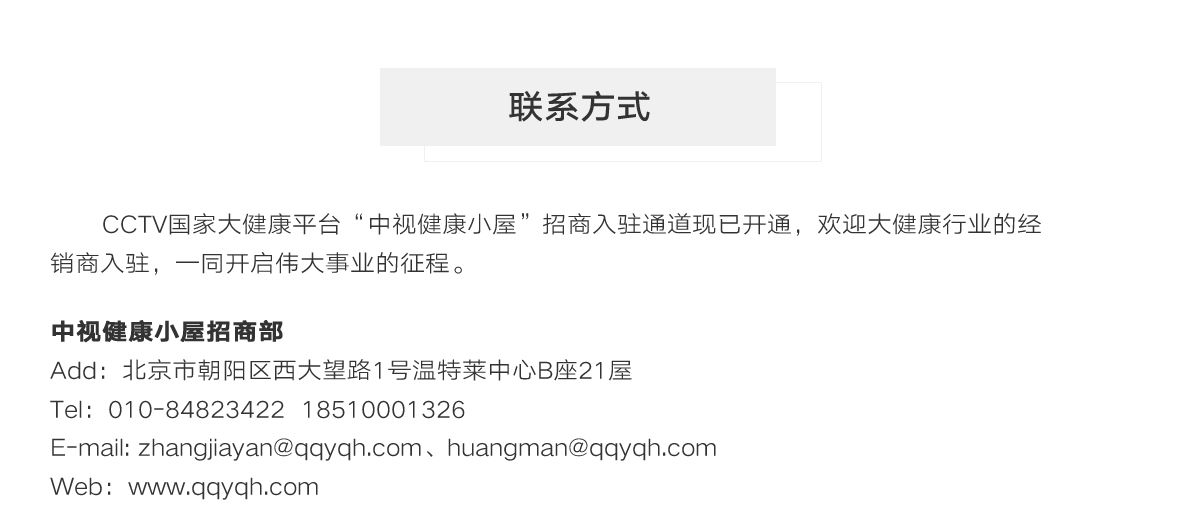 联系方式
CCTV国家大健康平台“中视健康小屋”招商入驻通道现已开通，欢迎大健康行业的经
销商入驻，一同开启伟大事业的征程。
中视健康小屋招商部
Add：北京市朝阳区西大望路1号温特莱中心B座21屋
Tel：010-84823422 18510001326
E-mail: zhangjiayan@qqyqh.com、huangman@qqyqh.com
Web：www.qqyqh.com